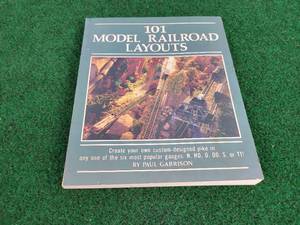 101
MODEL RAILROAD
LAYOUTS
Create your own custom-designed pike in
any one of the six most popular gauges. N, HO, O, OO, S, or TT!
BY PAUL GARRISON